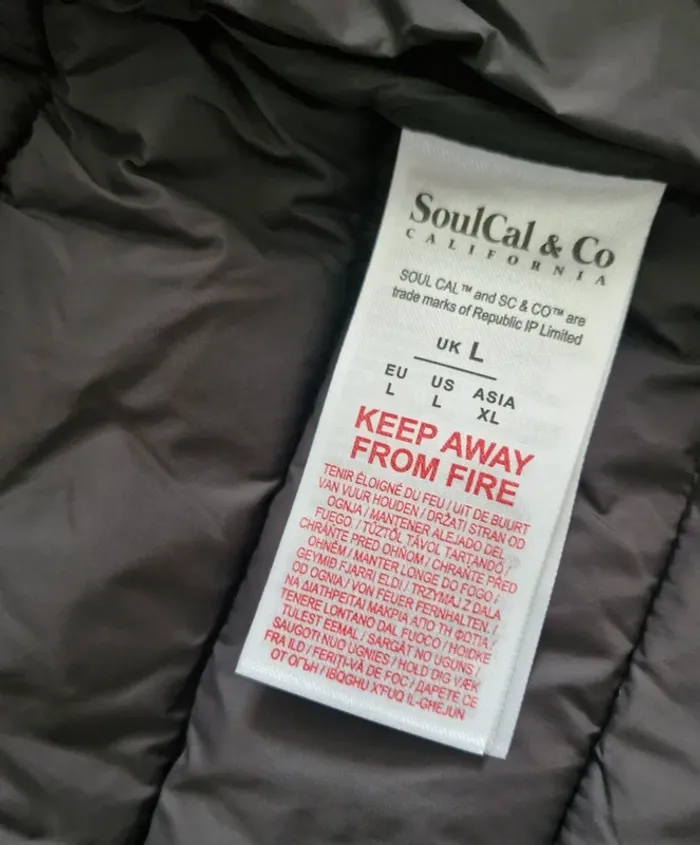 SoulCal & Co
CALIFORNIA
SOUL CAL™ and SC & CO™ are
trade marks of Republic IP Limited
UK L
EU US ASIA
L L XL
KEEP AWAY
FROM FIRE
TENIR ÉLOIGNÉ DU FEU / UIT DE BUURT
VAN VUUR HOUDEN / DRŽATI STRAN OD
OGNJA / MANTENER ALEJADO DEL
FUEGO / TŰZTŐL TÁVOL TARTANDÓ /
CHRAŇTE PŘED OHNÖM / CHRAŇTE PŘED
OHNĚM / MANTER LONGE DO FOGO /
GEYMIÐ FJARRI ELDI / TRZYMAJ Z DALA
OD OGNIA / VON FEUER FERNHALTEN. /
ΝΑ ΔΙΑΤΗΡΕΙΤΑΙ ΜΑΚΡΙΑ ΑΠΟ ΤΗ ΦΩΤΙΑ.
TENERE LONTANO DAL FUOCO / HOIDKE
TULEST EEMAL / SARGĀT NO UGUNS /
SAUGOTI NUO UGNIES / HOLD DIG VÆK
FRA ILD / FERIȚI-VĂ DE FOC / ДАРЕТЕ СЕ
ОТ ОГЪН / IBQGHU X'FUQ IL-GHEJUN